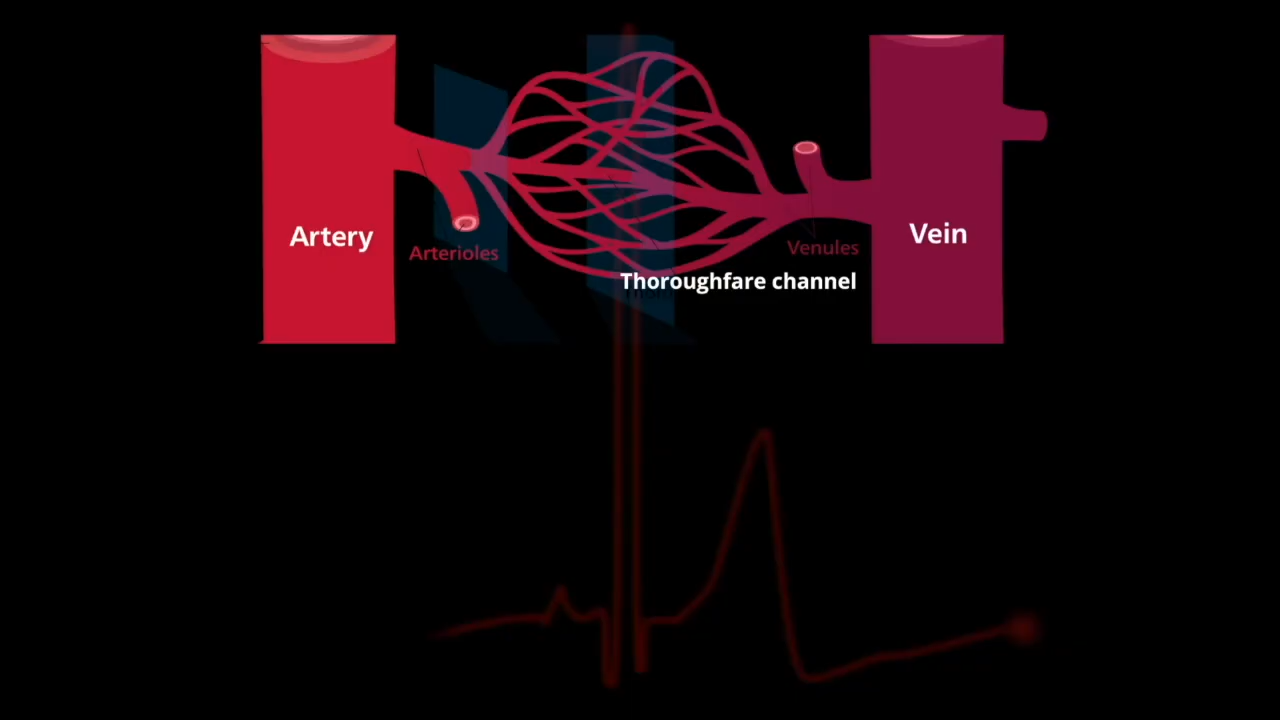 Artery
Arterioles
Thoroughfare channel
Venules
Vein